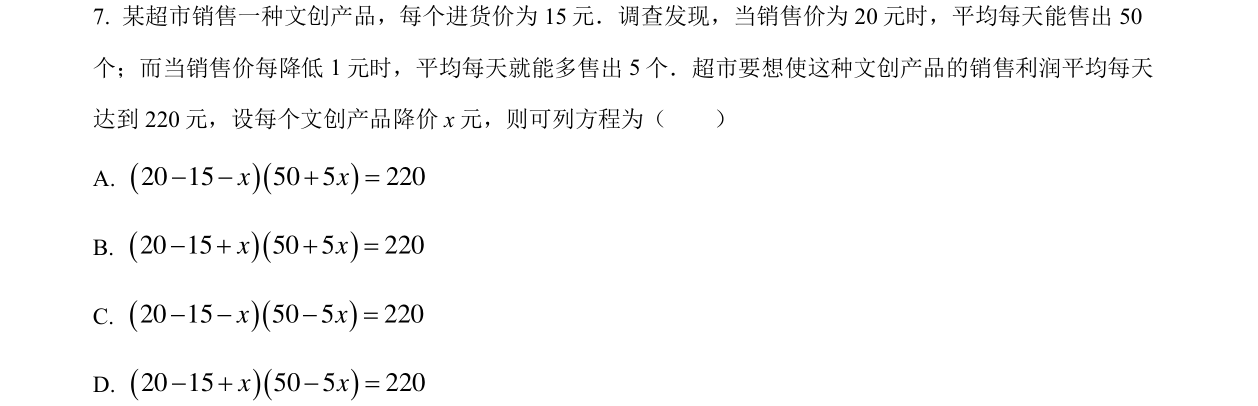 7. 某超市销售一种文创产品，每个进货价为 15 元．调查发现，当销售价为 20 元时，平均每天能售出 50
个；而当销售价每降低 1 元时，平均每天就能多售出 5 个．超市要想使这种文创产品的销售利润平均每天
达到 220 元，设每个文创产品降价 x 元，则可列方程为（　　）
A. (20−15−x)(50+5x)=220
B. (20−15+x)(50+5x)=220
C. (20−15−x)(50−5x)=220
D. (20−15+x)(50−5x)=220